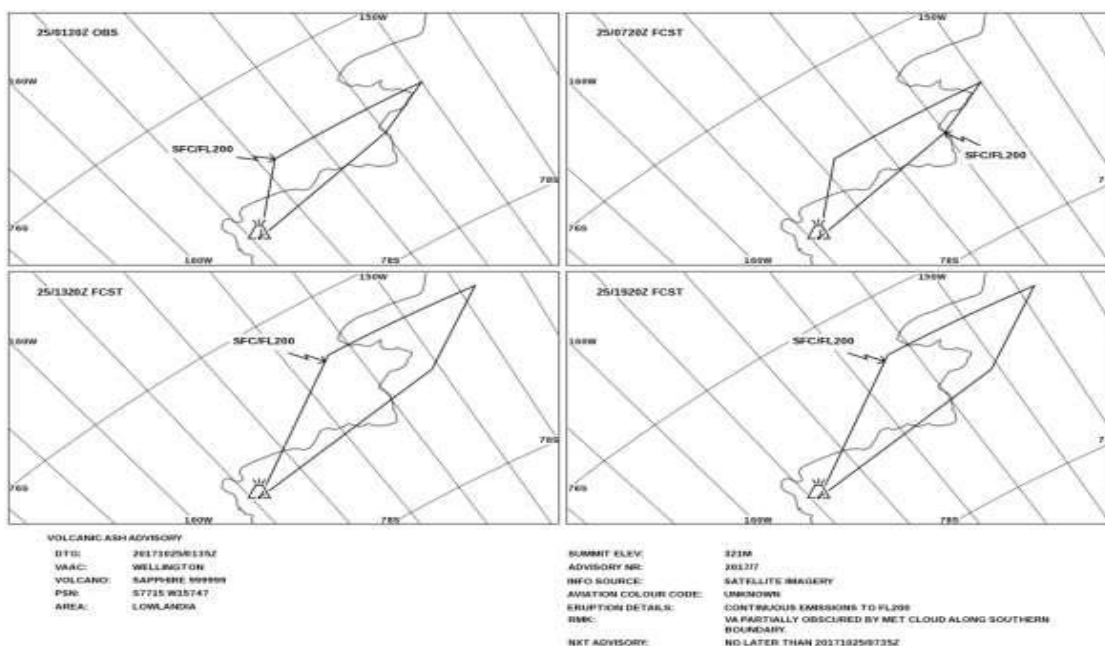 150W
25/0120Z OBS
160W
SFC/FL200
78S
76S
160W
78S
150W
25/0720Z FCST
160W
SFC/FL200
7
76S
160W
78S
150W
25/1320Z FCST
160W
SFC/FL200
78S
76S
160W
78S
150W
25/1920Z FCST
160W
SFC/FL200
7
76S
160W
78S
VOLCANIC ASH ADVISORY
DTG: 20171025/0135Z
VAAC: WELLINGTON
VOLCANO: SAPPHIRE 999999
PSN: S7715 W15747
AREA: LOWLANDIA
SUMMIT ELEV: 321M
ADVISORY NR: 2017/7
INFO SOURCE: SATELLITE IMAGERY
AVIATION COLOUR CODE: UNKNOWN
ERUPTION DETAILS: CONTINUOUS EMISSIONS TO FL200
RMK: VA PARTIALLY OBSCURED BY MET CLOUD ALONG SOUTHERN
BOUNDARY.
NXT ADVISORY: NO LATER THAN 20171025/0735Z